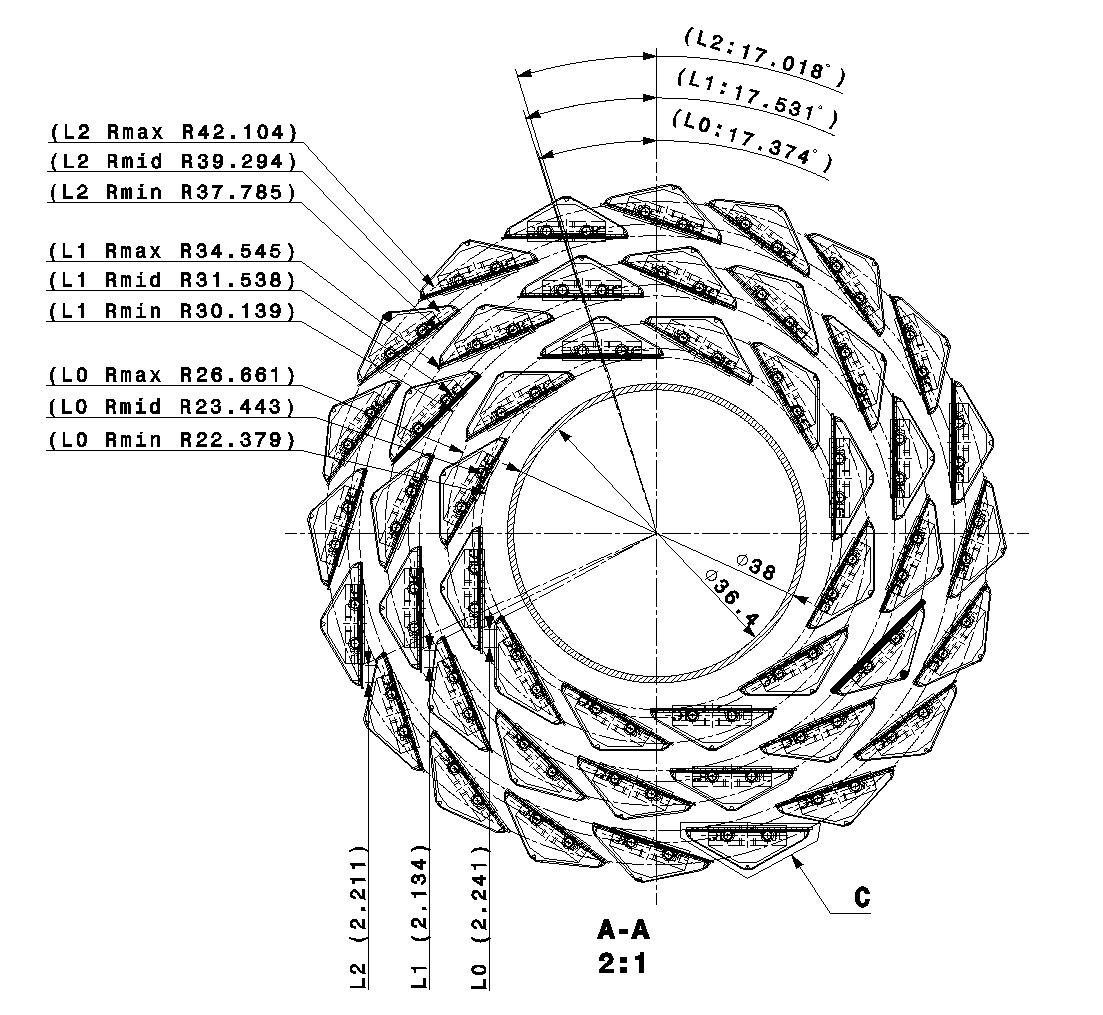 (L2:17.018°)
(L1:17.531°)
(L0:17.374°)
(L2 Rmax R42.104)
(L2 Rmid R39.294)
(L2 Rmin R37.785)
(L1 Rmax R34.545)
(L1 Rmid R31.538)
(L1 Rmin R30.139)
(L0 Rmax R26.661)
(L0 Rmid R23.443)
(L0 Rmin R22.379)
⌀38
⌀36.4
L2 (2.211)
L1 (2.134)
L0 (2.241)
C
A-A
2:1